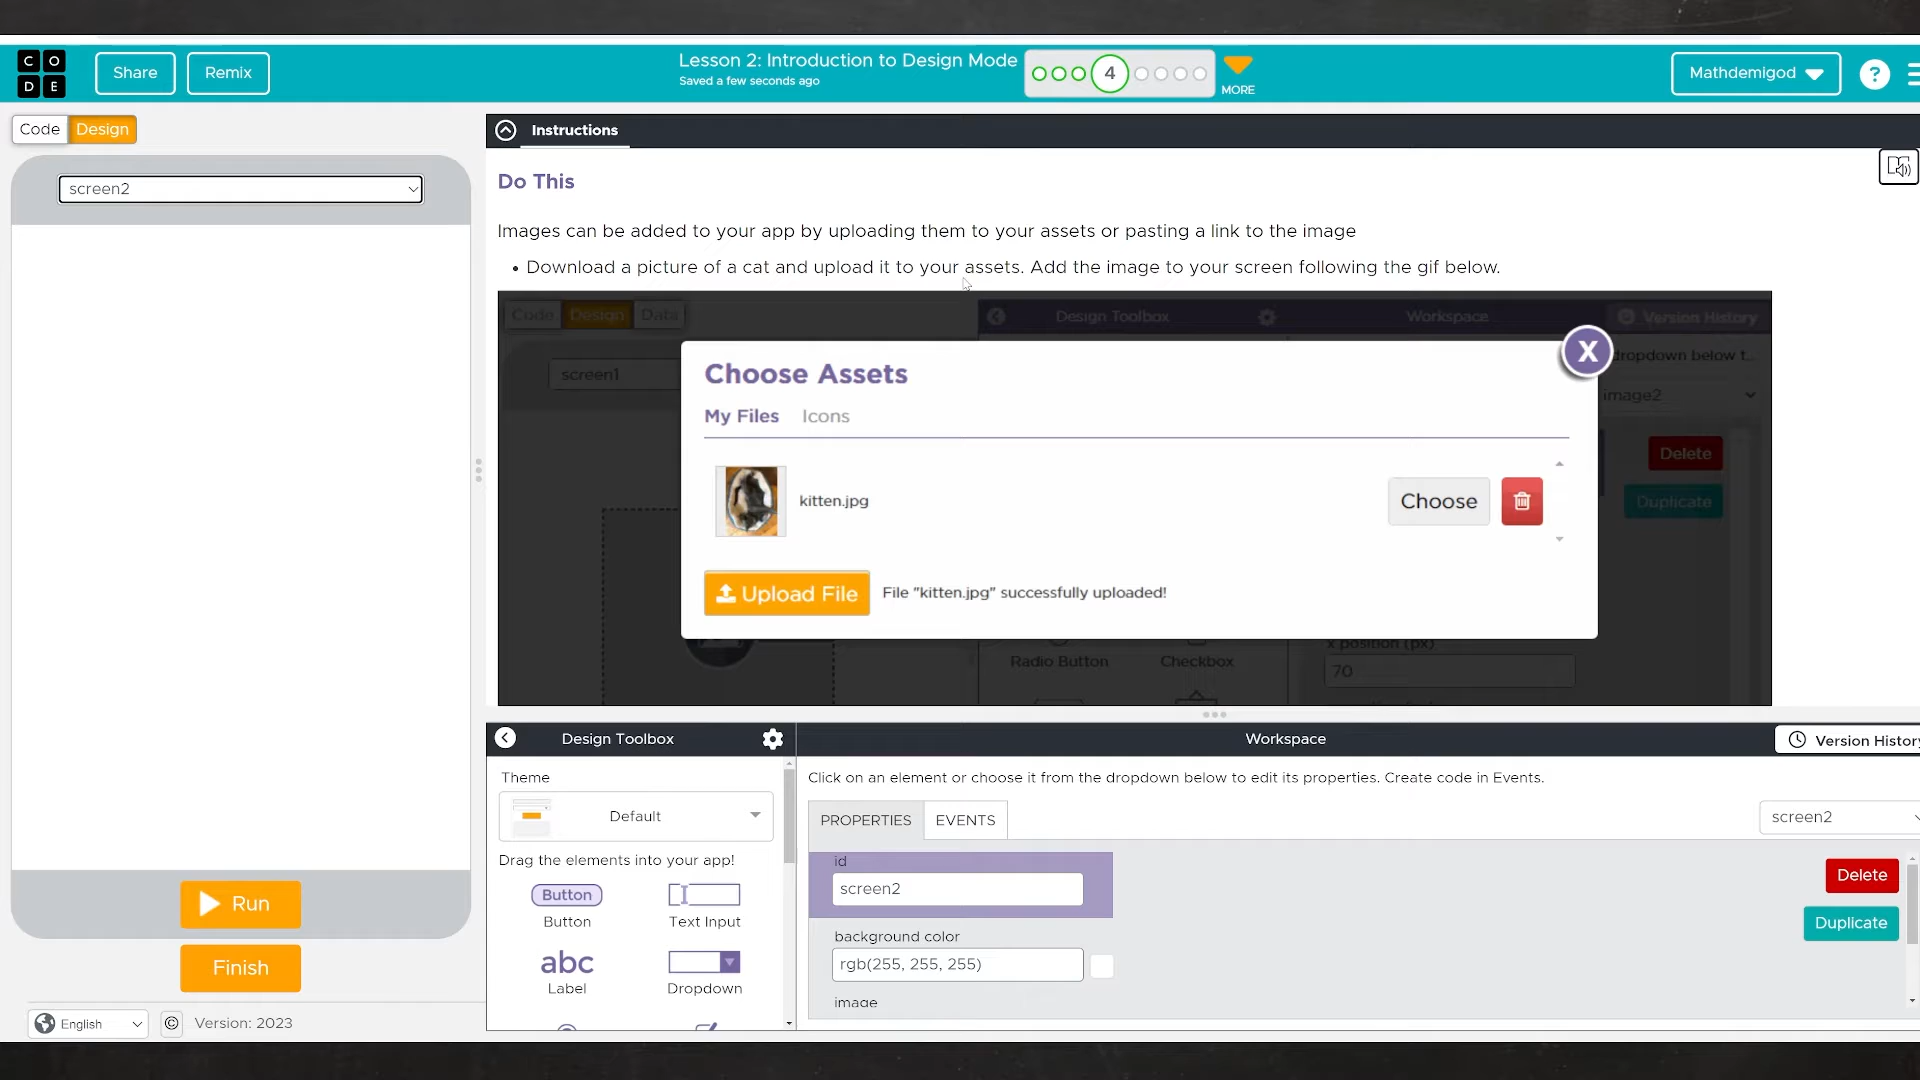 CO
DE
Share
Remix
Lesson 2: Introduction to Design Mode
Saved a few seconds ago
4
MORE
Mathdemigod
?
Code
Design
screen2
Instructions
Do This
Images can be added to your app by uploading them to your assets or pasting a link to the image
• Download a picture of a cat and upload it to your assets. Add the image to your screen following the gif below.
Code
Design
Data
Design Toolbox
Workspace
Version History
screen1
dropdown below t...
image2
Choose Assets
X
My Files
Icons
Delete
Duplicate
kitten.jpg
Choose
Upload File
File "kitten.jpg" successfully uploaded!
x position (px)
Radio Button
Checkbox
70
Design Toolbox
Workspace
Version History
Theme
Default
Drag the elements into your app!
Button
Button
Text Input
abc
Label
Dropdown
Click on an element or choose it from the dropdown below to edit its properties. Create code in Events.
PROPERTIES
EVENTS
screen2
id
screen2
Delete
Duplicate
background color
rgb(255, 255, 255)
image
Run
Finish
English
©
Version: 2023